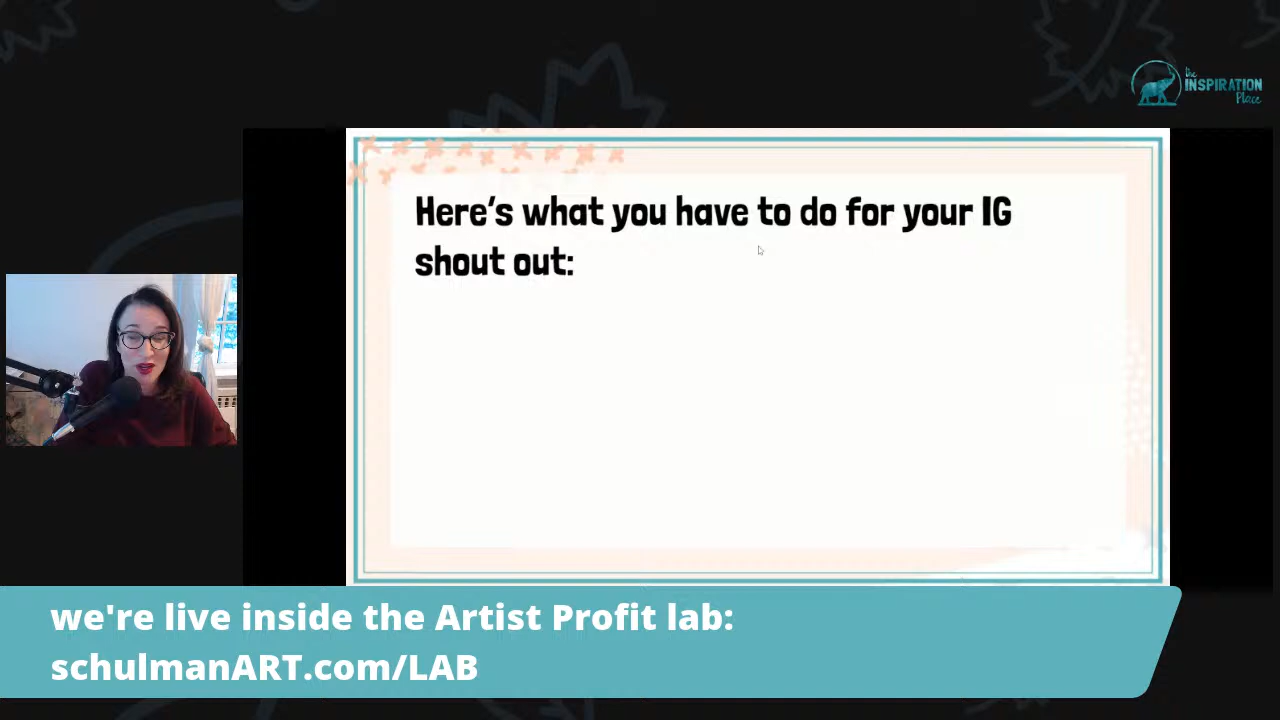 the
INSPIRATION
Place
Here's what you have to do for your IG
shout out:
we're live inside the Artist Profit lab:
schulmanART.com/LAB